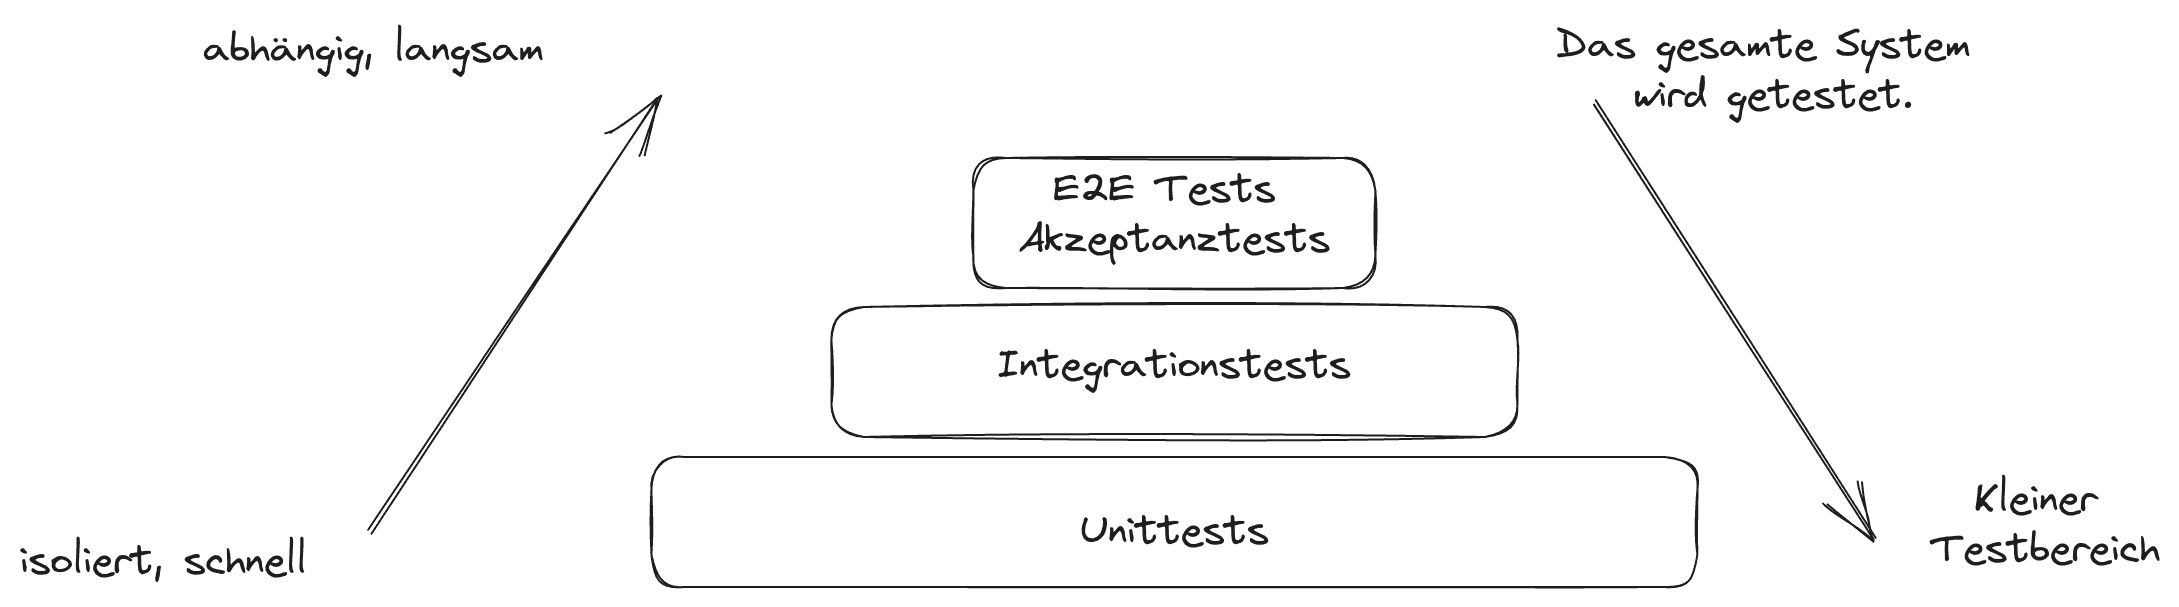 abhängig, langsam
Das gesamte System
wird getestet.
E2E Tests
Akzeptanztests
Integrationstests
Unittests
isoliert, schnell
Kleiner
Testbereich